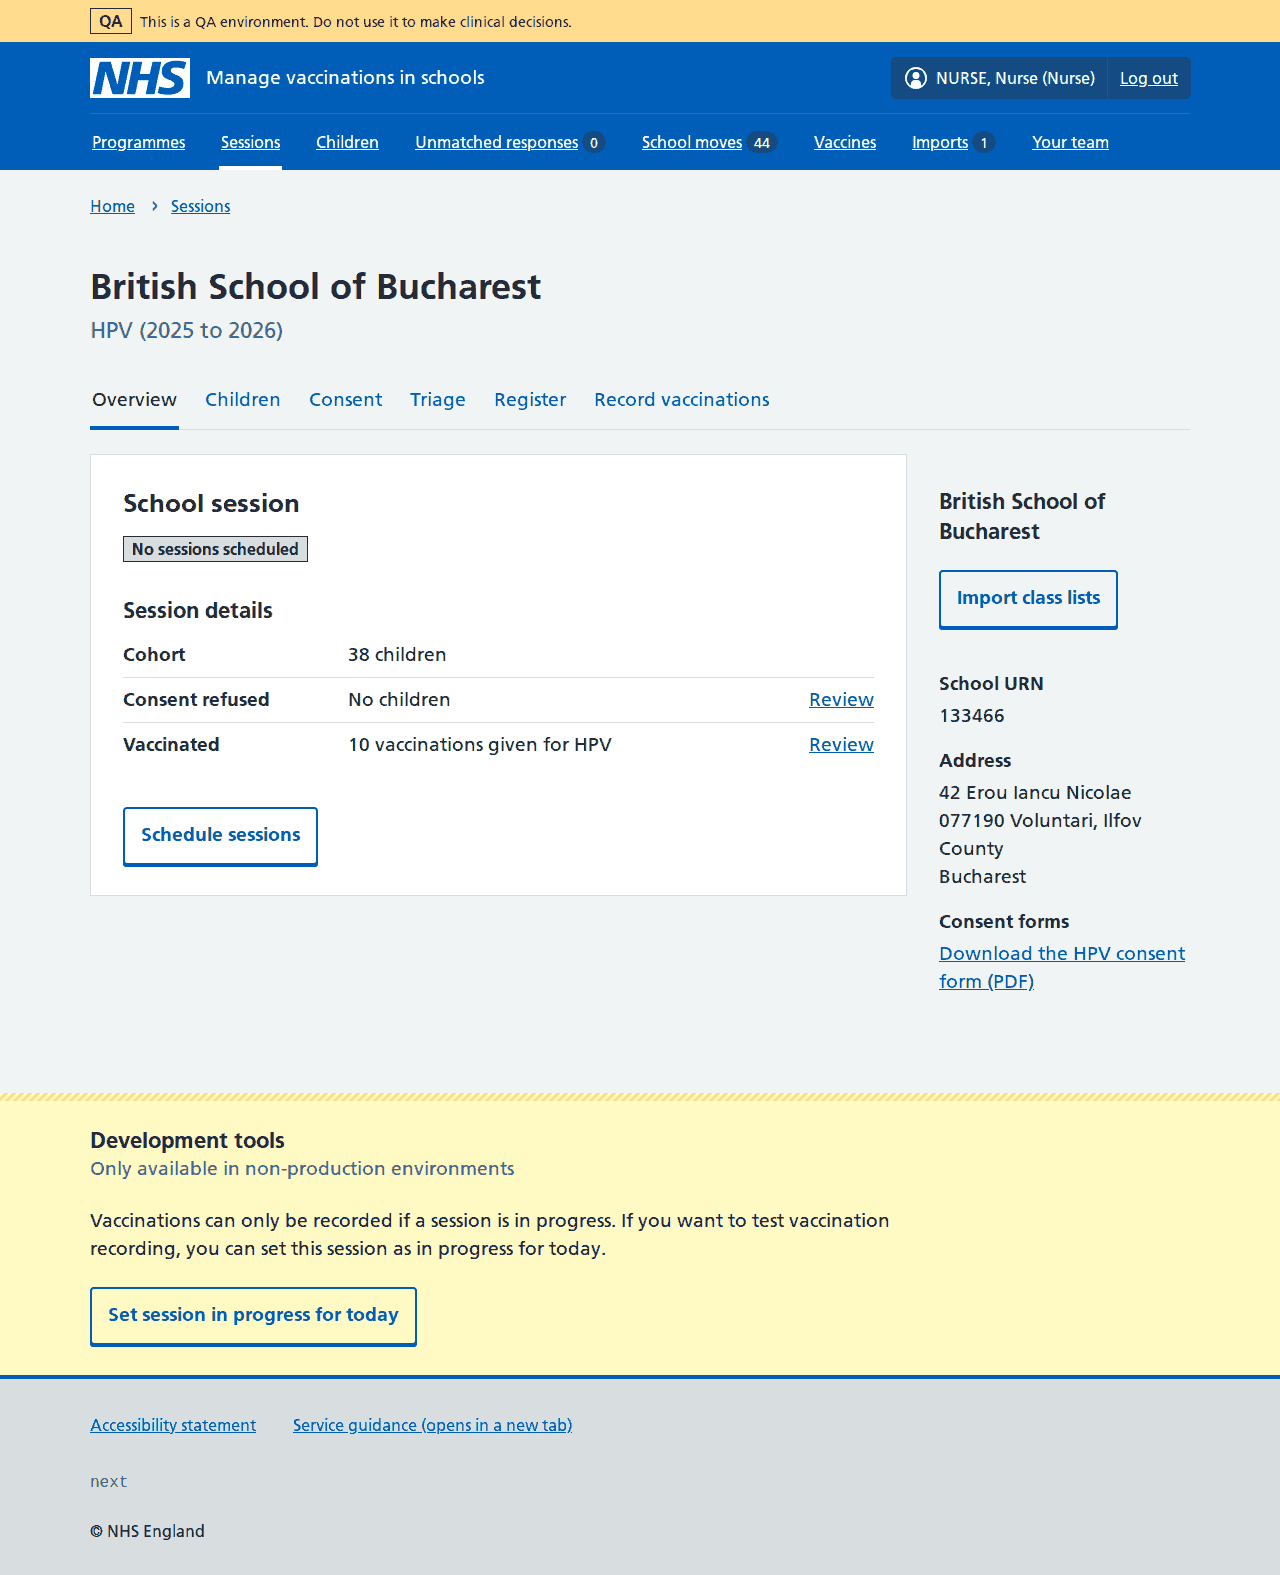 QA This is a QA environment. Do not use it to make clinical decisions.
NHS Manage vaccinations in schools NURSE, Nurse (Nurse) Log out
Programmes Sessions Children Unmatched responses 0 School moves 44 Vaccines Imports 1 Your team
Home › Sessions
British School of Bucharest
HPV (2025 to 2026)
Overview Children Consent Triage Register Record vaccinations
School session
No sessions scheduled
Session details
Cohort 38 children
Consent refused No children Review
Vaccinated 10 vaccinations given for HPV Review
Schedule sessions
British School of
Bucharest
Import class lists
School URN
133466
Address
42 Erou Iancu Nicolae
077190 Voluntari, Ilfov
County
Bucharest
Consent forms
Download the HPV consent
form (PDF)
Development tools
Only available in non-production environments
Vaccinations can only be recorded if a session is in progress. If you want to test vaccination
recording, you can set this session as in progress for today.
Set session in progress for today
Accessibility statement Service guidance (opens in a new tab)
next
© NHS England